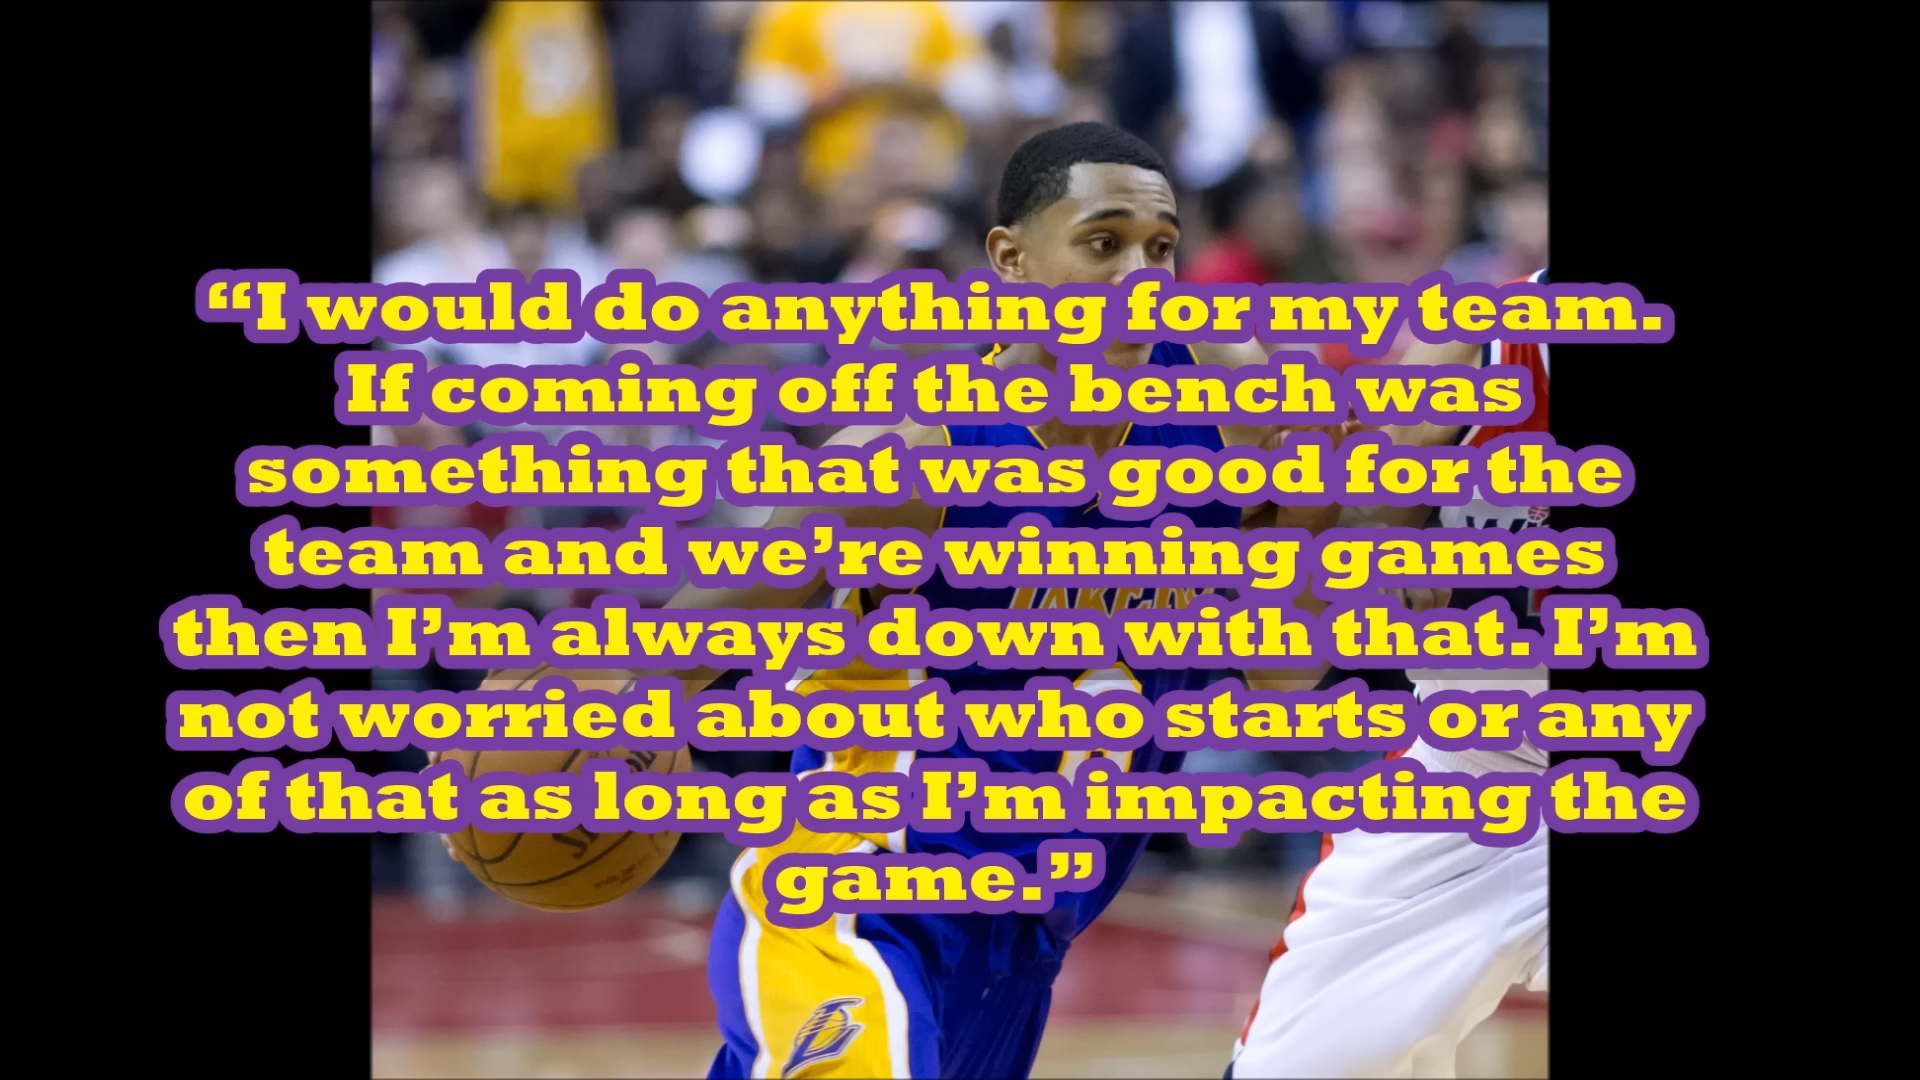 “I would do anything for my team.
If coming off the bench was
something that was good for the
team and we’re winning games
then I’m always down with that. I’m
not worried about who starts or any
of that as long as I’m impacting the
game.”
LAKERS